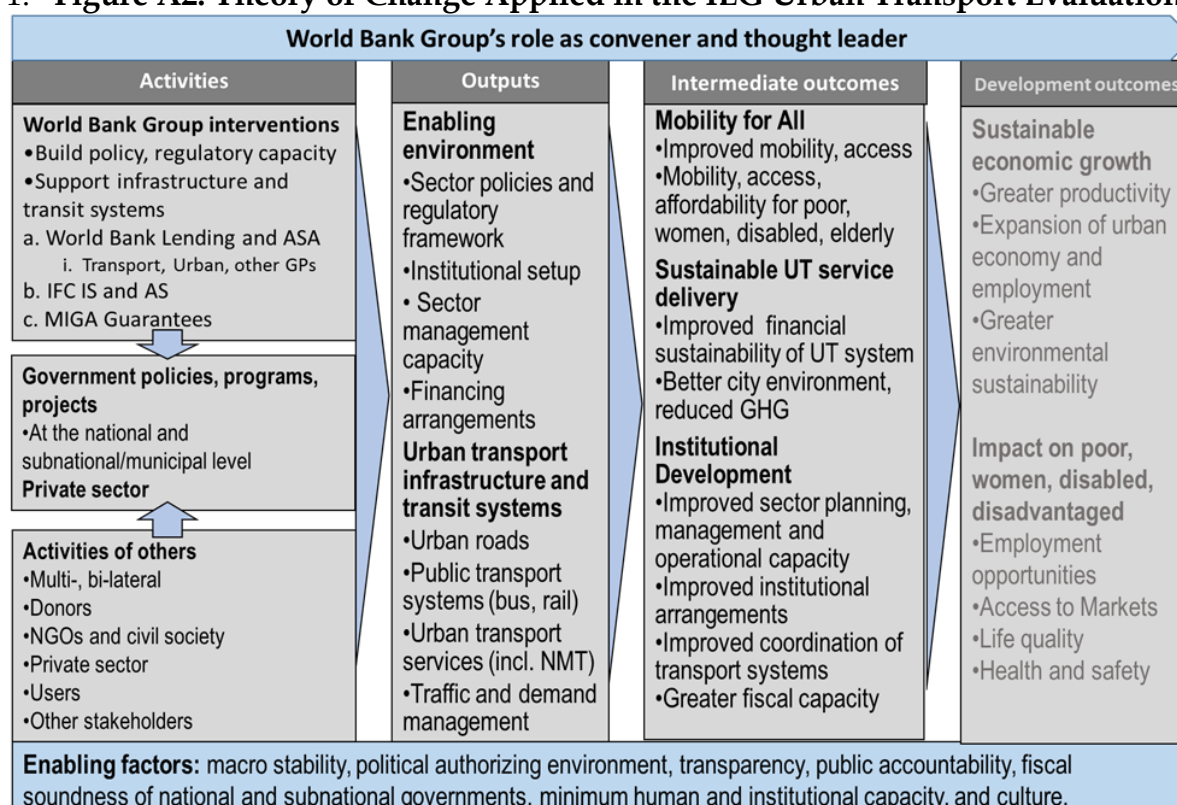 1. Figure A2. Theory of Change Applied in the IEG Urban Transport Evaluation
World Bank Group's role as convener and thought leader
Activities
World Bank Group interventions
•Build policy, regulatory capacity
•Support infrastructure and
transit systems
a. World Bank Lending and ASA
i. Transport, Urban, other GPs
b. IFC IS and AS
c. MIGA Guarantees
Government policies, programs,
projects
•At the national and
subnational/municipal level
Private sector
Activities of others
•Multi-, bi-lateral
•Donors
•NGOs and civil society
•Private sector
•Users
•Other stakeholders
Outputs
Enabling
environment
•Sector policies and
regulatory
framework
•Institutional setup
• Sector
management
capacity
•Financing
arrangements
Urban transport
infrastructure and
transit systems
•Urban roads
•Public transport
systems (bus, rail)
•Urban transport
services (incl. NMT)
•Traffic and demand
management
Intermediate outcomes
Mobility for All
•Improved mobility, access
•Mobility, access,
affordability for poor,
women, disabled, elderly
Sustainable UT service
delivery
•Improved financial
sustainability of UT system
•Better city environment,
reduced GHG
Institutional
Development
•Improved sector planning,
management and
operational capacity
•Improved institutional
arrangements
•Improved coordination of
transport systems
•Greater fiscal capacity
Development outcomes
Sustainable
economic growth
•Greater productivity
•Expansion of urban
economy and
employment
•Greater
environmental
sustainability
Impact on poor,
women, disabled,
disadvantaged
•Employment
opportunities
•Access to Markets
•Life quality
•Health and safety
Enabling factors: macro stability, political authorizing environment, transparency, public accountability, fiscal
soundness of national and subnational governments, minimum human and institutional capacity, and culture.